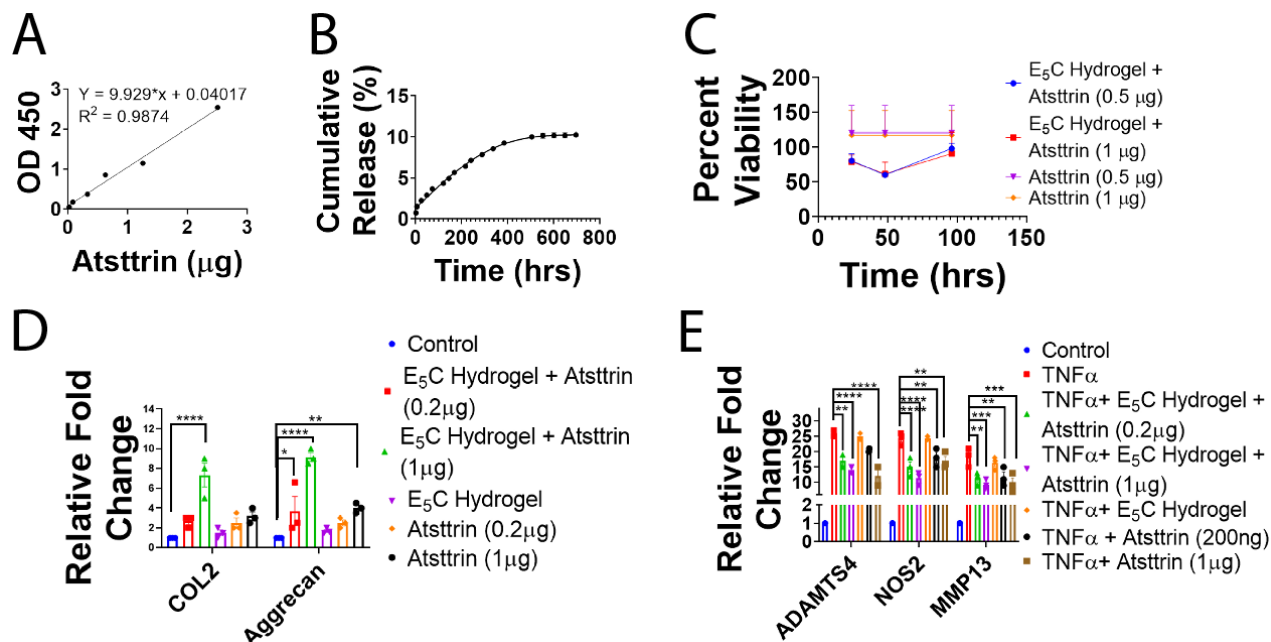 A
OD 450
3
2
1
0
Y = 9.929*x + 0.04017
R² = 0.9874
0 1 2 3
Atsttrin (μg)
B
Cumulative
Release (%)
15
10
5
0
0 200 400 600 800
Time (hrs)
C
Percent
Viability
200
150
100
50
0
0 50 100 150
Time (hrs)
E₅C Hydrogel +
Atsttrin (0.5 μg)
E₅C Hydrogel +
Atsttrin (1 μg)
Atsttrin (0.5 μg)
Atsttrin (1 μg)
D
Relative Fold
Change
14
12
10
8
6
4
2
0
****
*
****
**
COL2
Aggrecan
Control
E₅C Hydrogel + Atsttrin
(0.2μg)
E₅C Hydrogel + Atsttrin
(1μg)
E₅C Hydrogel
Atsttrin (0.2μg)
Atsttrin (1μg)
E
Relative Fold
Change
25
20
15
10
2
1
0
****
****
**
**
**
****
****
***
**
***
**
ADAMTS4
NOS2
MMP13
Control
TNFα
TNFα+ E₅C Hydrogel +
Atsttrin (0.2μg)
TNFα+ E₅C Hydrogel +
Atsttrin (1μg)
TNFα+ E₅C Hydrogel
TNFα + Atsttrin (200ng)
TNFα+ Atsttrin (1μg)